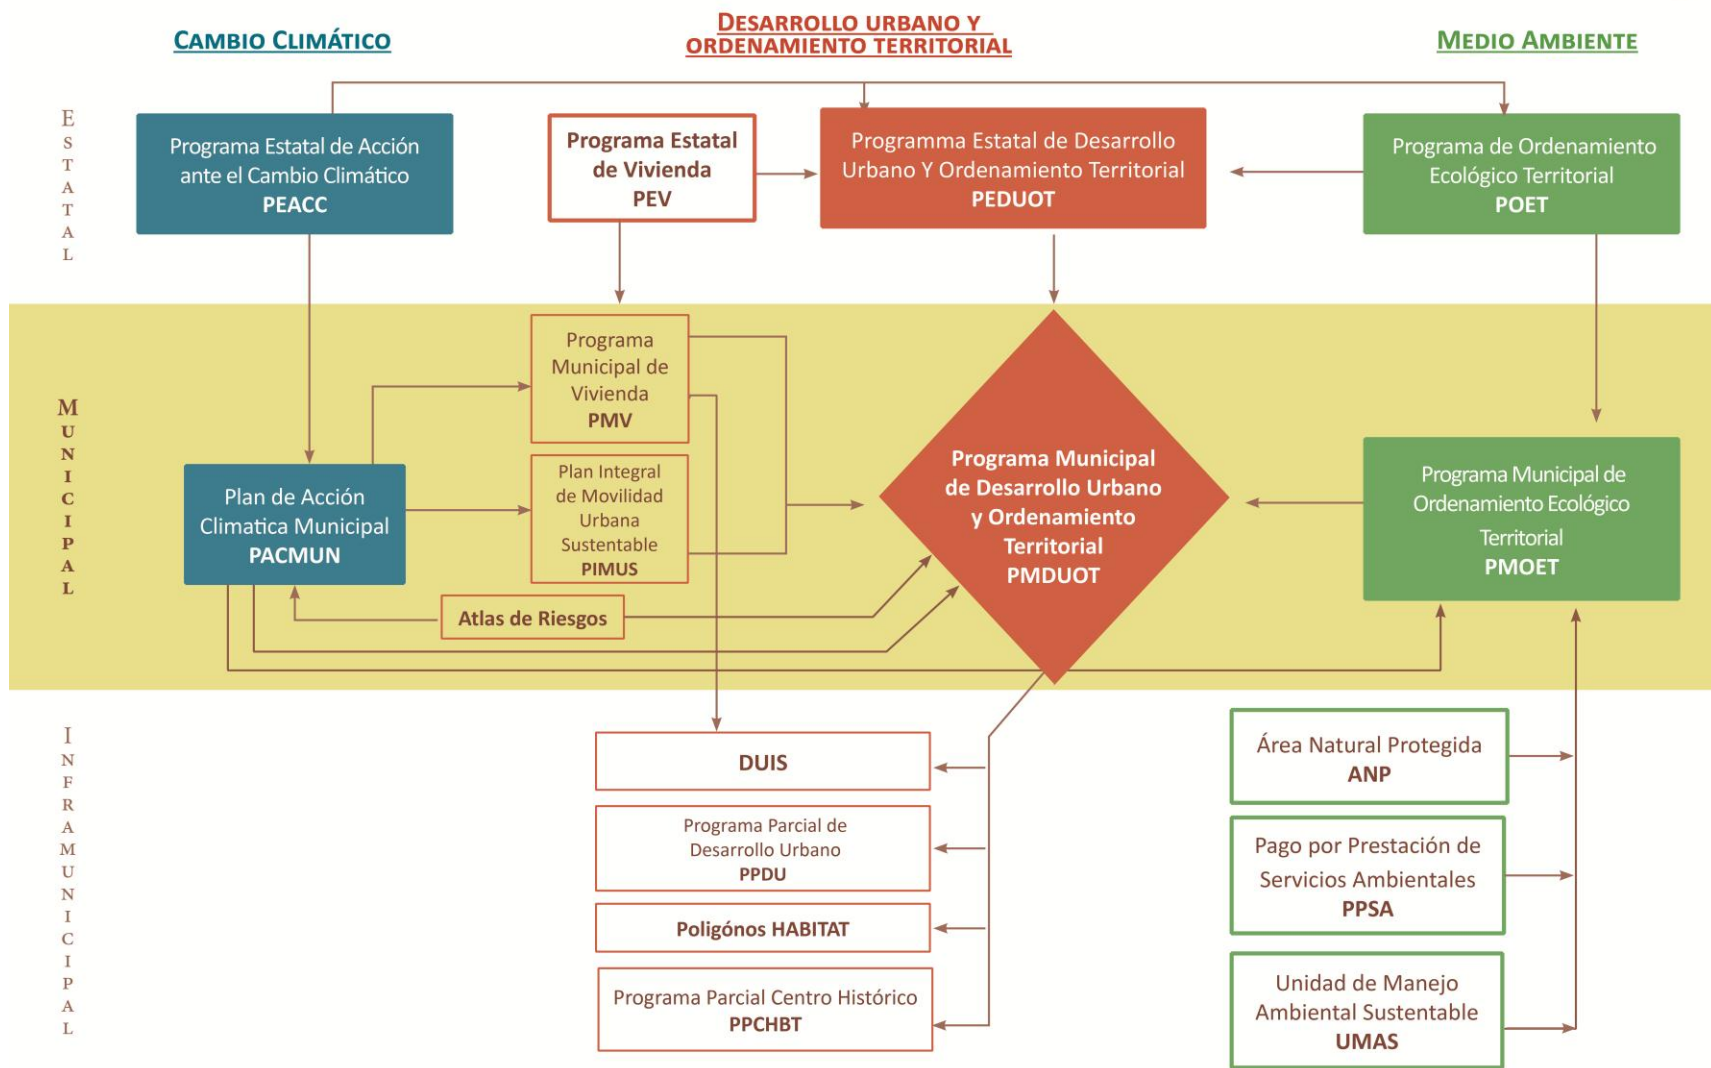 CAMBIO CLIMÁTICO
DESARROLLO URBANO Y
ORDENAMIENTO TERRITORIAL
MEDIO AMBIENTE
ESTATAL
Programa Estatal de Acción
ante el Cambio Climático
PEACC
Programa Estatal
de Vivienda
PEV
Programma Estatal de Desarrollo
Urbano Y Ordenamiento Territorial
PEDUOT
Programa de Ordenamiento
Ecológico Territorial
POET
MUNICIPAL
Plan de Acción
Climatica Municipal
PACMUN
Programa
Municipal de
Vivienda
PMV
Plan Integral
de Movilidad
Urbana
Sustentable
PIMUS
Atlas de Riesgos
Programa Municipal
de Desarrollo Urbano
y Ordenamiento
Territorial
PMDUOT
Programa Municipal de
Ordenamiento Ecológico
Territorial
PMOET
INFRAMUNICIPAL
DUIS
Programa Parcial de
Desarrollo Urbano
PPDU
Poligónos HABITAT
Programa Parcial Centro Histórico
PPCHBT
Área Natural Protegida
ANP
Pago por Prestación de
Servicios Ambientales
PPSA
Unidad de Manejo
Ambiental Sustentable
UMAS